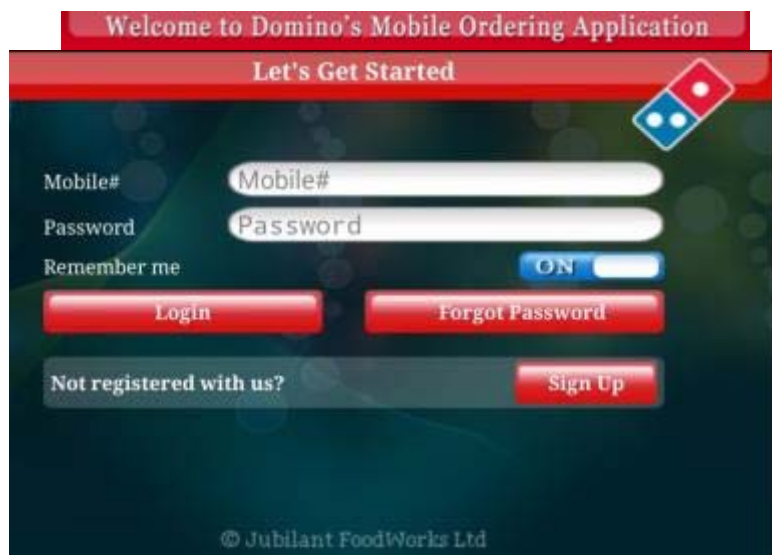 Welcome to Domino's Mobile Ordering Application
Let's Get Started
Mobile# Mobile#
Password Password
Remember me ON
Login Forgot Password
Not registered with us? Sign Up
© Jubilant FoodWorks Ltd